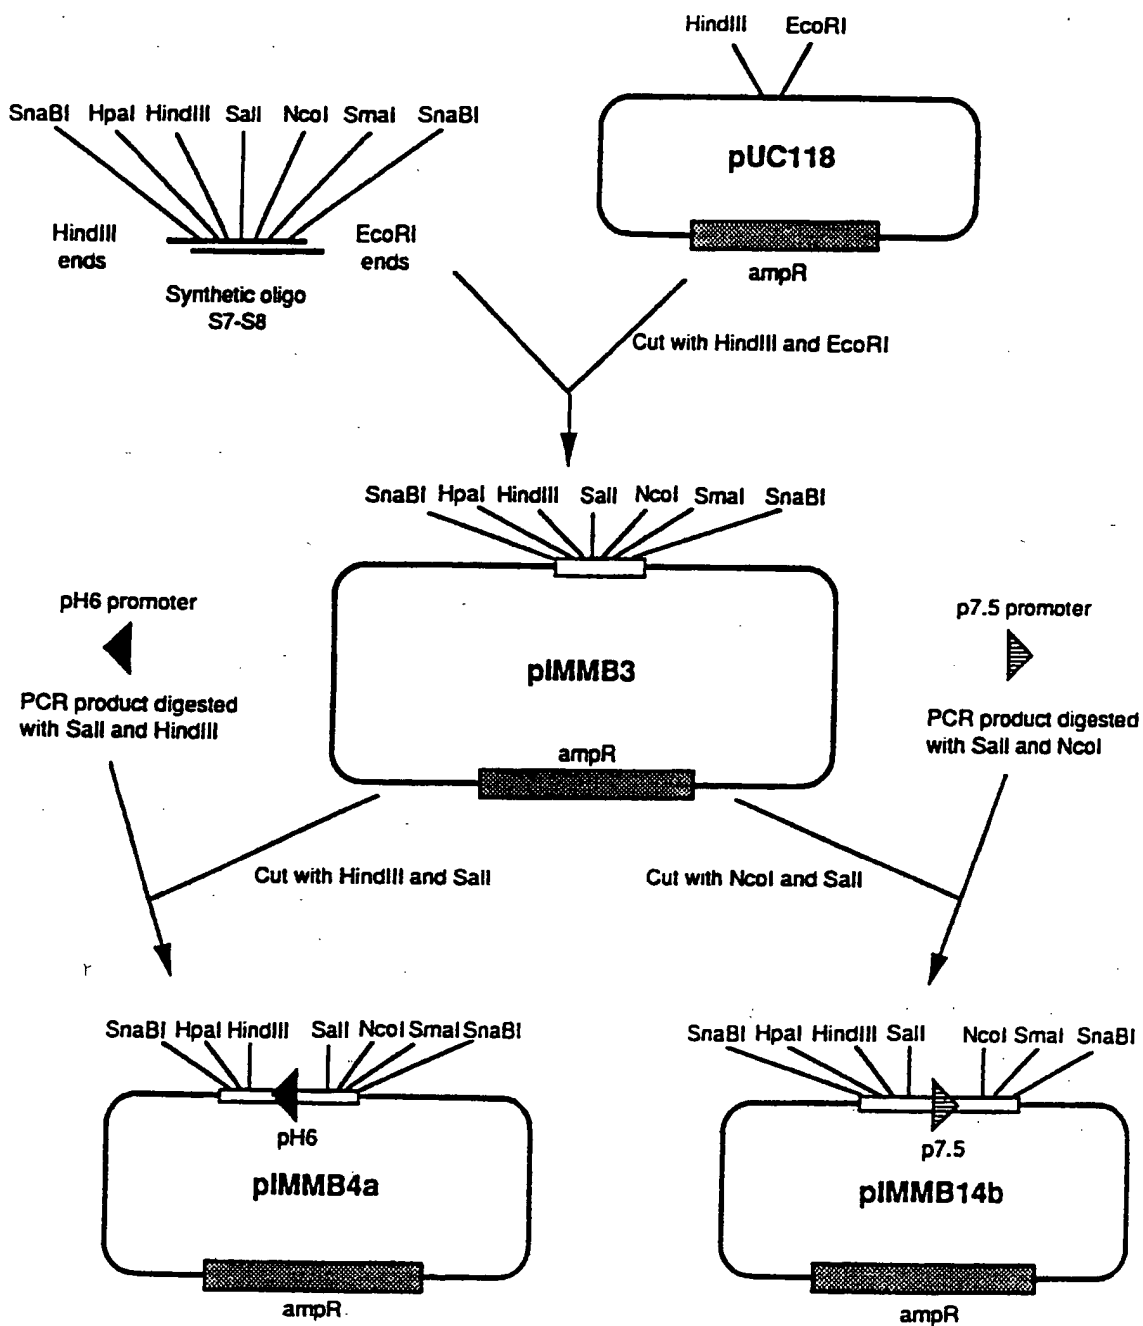 HindIII EcoRI
SnaBI HpaI HindIII SalI NcoI SmaI SnaBI
pUC118
HindIII ends
EcoRI ends
ampR
Synthetic oligo
S7-S8
Cut with HindIII and EcoRI
SnaBI HpaI HindIII SalI NcoI SmaI SnaBI
pH6 promoter
p7.5 promoter
pIMMB3
PCR product digested
with SalI and HindIII
PCR product digested
with SalI and NcoI
ampR
Cut with HindIII and SalI
Cut with NcoI and SalI
SnaBI HpaI HindIII SalI NcoI SmaI SnaBI
SnaBI HpaI HindIII SalI NcoI SmaI SnaBI
pH6
p7.5
pIMMB4a
pIMMB14b
ampR
ampR